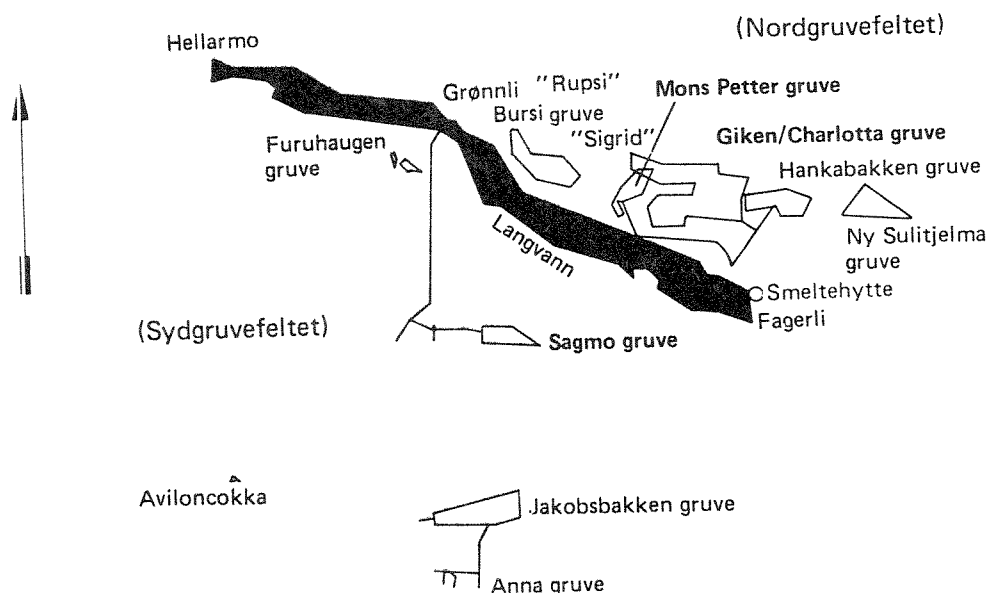 (Nordgruvefeltet)
Hellarmo
Grønnli "Rupsi"
Mons Petter gruve
Bursi gruve
"Sigrid"
Giken/Charlotta gruve
Furuhaugen
gruve
Hankabakken gruve
Langvann
Ny Sulitjelma
gruve
Smeltehytte
Fagerli
(Sydgruvefeltet)
Sagmo gruve
Aviloncokka
Jakobsbakken gruve
Anna gruve